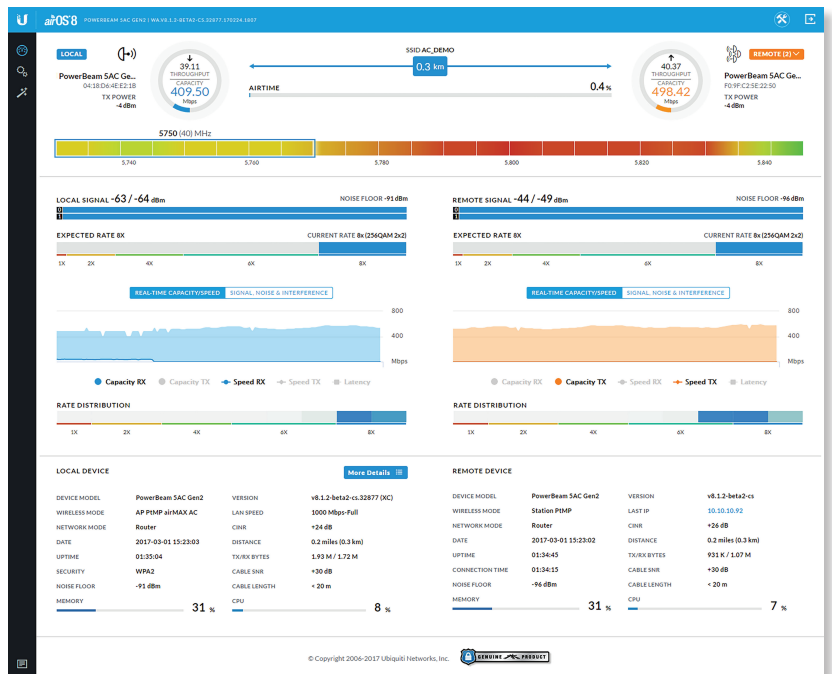 U airOS 8 POWERBEAM 5AC GEN2 | WA.V8.1.2-BETA2-CS.32877.170224.1807
LOCAL
PowerBeam 5AC Ge...
04:18:D6:4E:E2:1B
TX POWER
-4 dBm
39.11
THROUGHPUT
CAPACITY
409.50
Mbps
SSID AC_DEMO
0.3 km
AIRTIME 0.4 %
40.37
THROUGHPUT
CAPACITY
498.42
Mbps
REMOTE (2)
PowerBeam 5AC Ge...
F0:9F:C2:5E:22:50
TX POWER
-4 dBm
5750 (40) MHz
5.740 5.760 5.780 5.800 5.820 5.840
LOCAL SIGNAL -63 / -64 dBm NOISE FLOOR -91 dBm
0
1
EXPECTED RATE 8X CURRENT RATE 8x (256QAM 2x2)
1X 2X 4X 6X 8X
REAL-TIME CAPACITY/SPEED SIGNAL, NOISE & INTERFERENCE
800
400
Mbps
Capacity RX Capacity TX Speed RX Speed TX Latency
RATE DISTRIBUTION
1X 2X 4X 6X 8X
REMOTE SIGNAL -44 / -49 dBm NOISE FLOOR -96 dBm
0
1
EXPECTED RATE 8X CURRENT RATE 8x (256QAM 2x2)
1X 2X 4X 6X 8X
REAL-TIME CAPACITY/SPEED SIGNAL, NOISE & INTERFERENCE
800
400
Mbps
Capacity RX Capacity TX Speed RX Speed TX Latency
RATE DISTRIBUTION
1X 2X 4X 6X 8X
LOCAL DEVICE More Details
DEVICE MODEL PowerBeam 5AC Gen2 VERSION v8.1.2-beta2-cs.32877 (XC)
WIRELESS MODE AP PtMP airMAX AC LAN SPEED 1000 Mbps-Full
NETWORK MODE Router CINR +24 dB
DATE 2017-03-01 15:23:03 DISTANCE 0.2 miles (0.3 km)
UPTIME 01:35:04 TX/RX BYTES 1.93 M / 1.72 M
SECURITY WPA2 CABLE SNR +30 dB
NOISE FLOOR -91 dBm CABLE LENGTH < 20 m
MEMORY 31 % CPU 8 %
REMOTE DEVICE
DEVICE MODEL PowerBeam 5AC Gen2 VERSION v8.1.2-beta2-cs
WIRELESS MODE Station PtMP LAST IP 10.10.10.92
NETWORK MODE Router CINR +26 dB
DATE 2017-03-01 15:23:02 DISTANCE 0.2 miles (0.3 km)
UPTIME 01:34:45 TX/RX BYTES 931 K / 1.07 M
CONNECTION TIME 01:34:15 CABLE SNR +30 dB
NOISE FLOOR -96 dBm CABLE LENGTH < 20 m
MEMORY 31 % CPU 7 %
© Copyright 2006-2017 Ubiquiti Networks, Inc. GENUINE PRODUCT